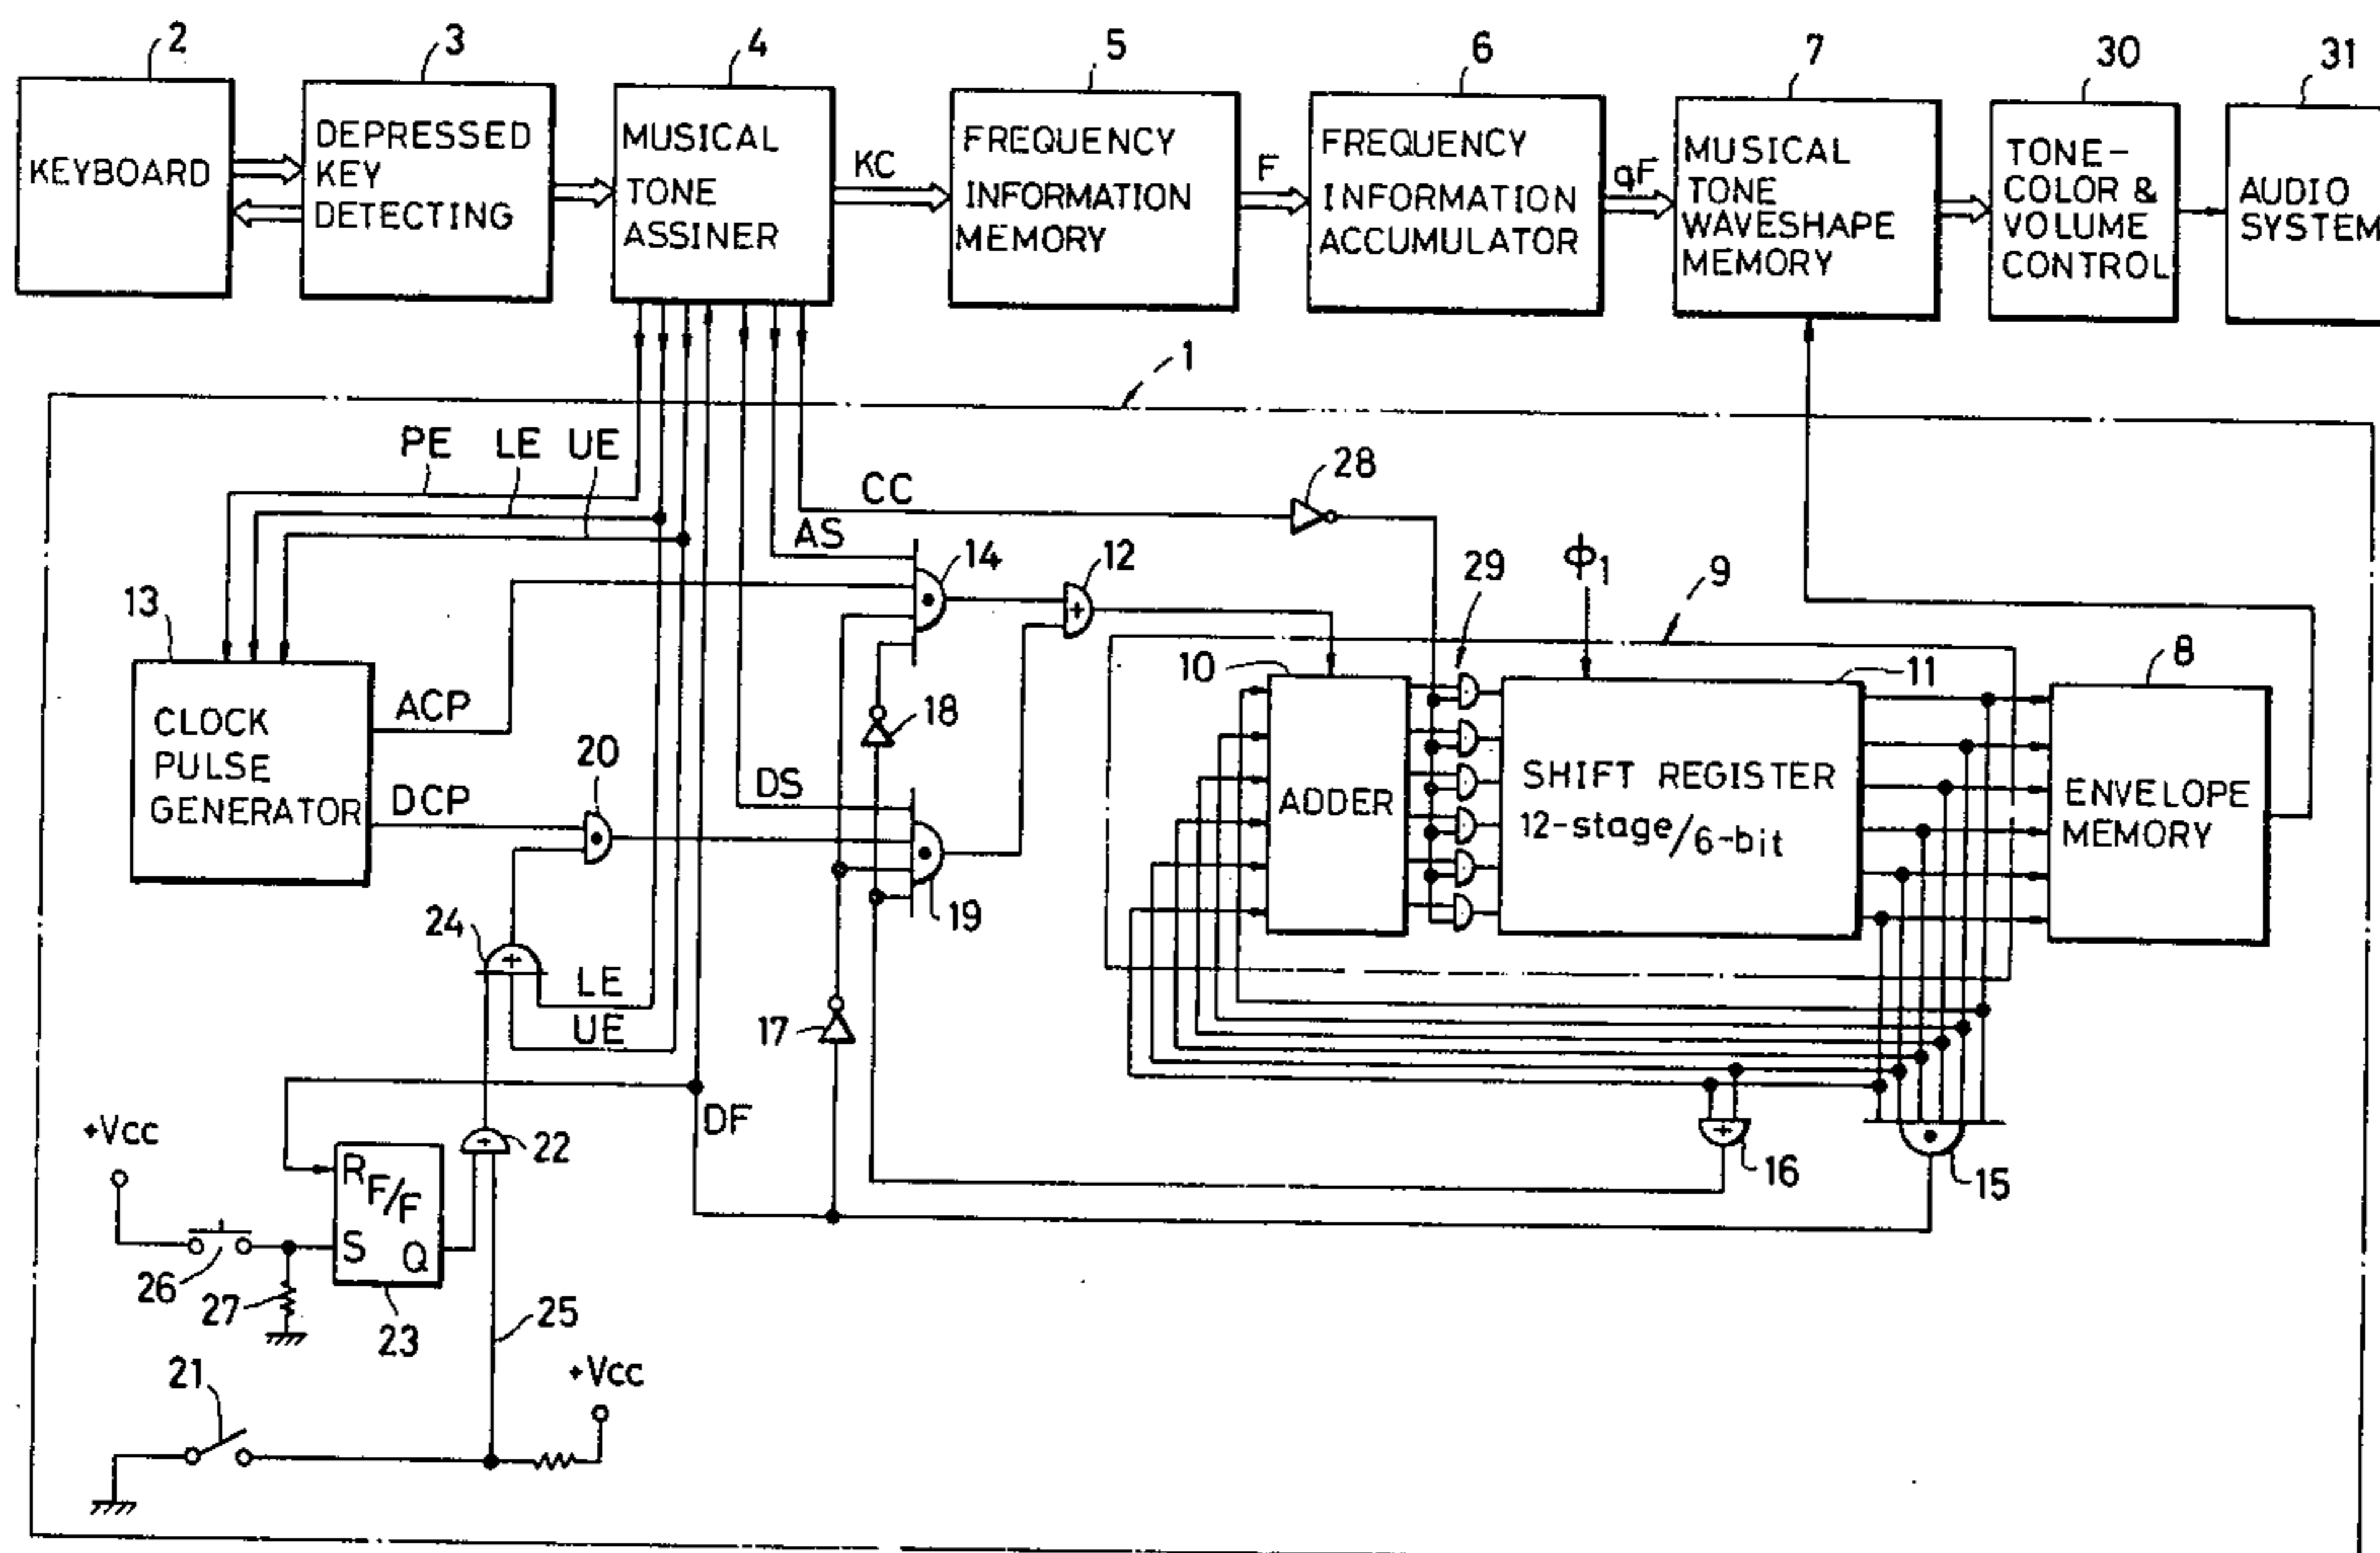 2
3
4
5
6
7
30
31
KEYBOARD
DEPRESSED
KEY
DETECTING
MUSICAL
TONE
ASSINER
KC
FREQUENCY
INFORMATION
MEMORY
F
FREQUENCY
INFORMATION
ACCUMULATOR
qF
MUSICAL
TONE
WAVESHAPE
MEMORY
TONE-
COLOR &
VOLUME
CONTROL
AUDIO
SYSTEM
1
PE
LE
UE
CC
28
AS
14
12
29
ϕ1
9
13
CLOCK
PULSE
GENERATOR
ACP
DCP
20
18
DS
19
10
ADDER
11
SHIFT REGISTER
12-stage/6-bit
8
ENVELOPE
MEMORY
24
LE
UE
17
DF
16
15
+Vcc
R
F/F
S
Q
22
26
27
23
25
21
+Vcc